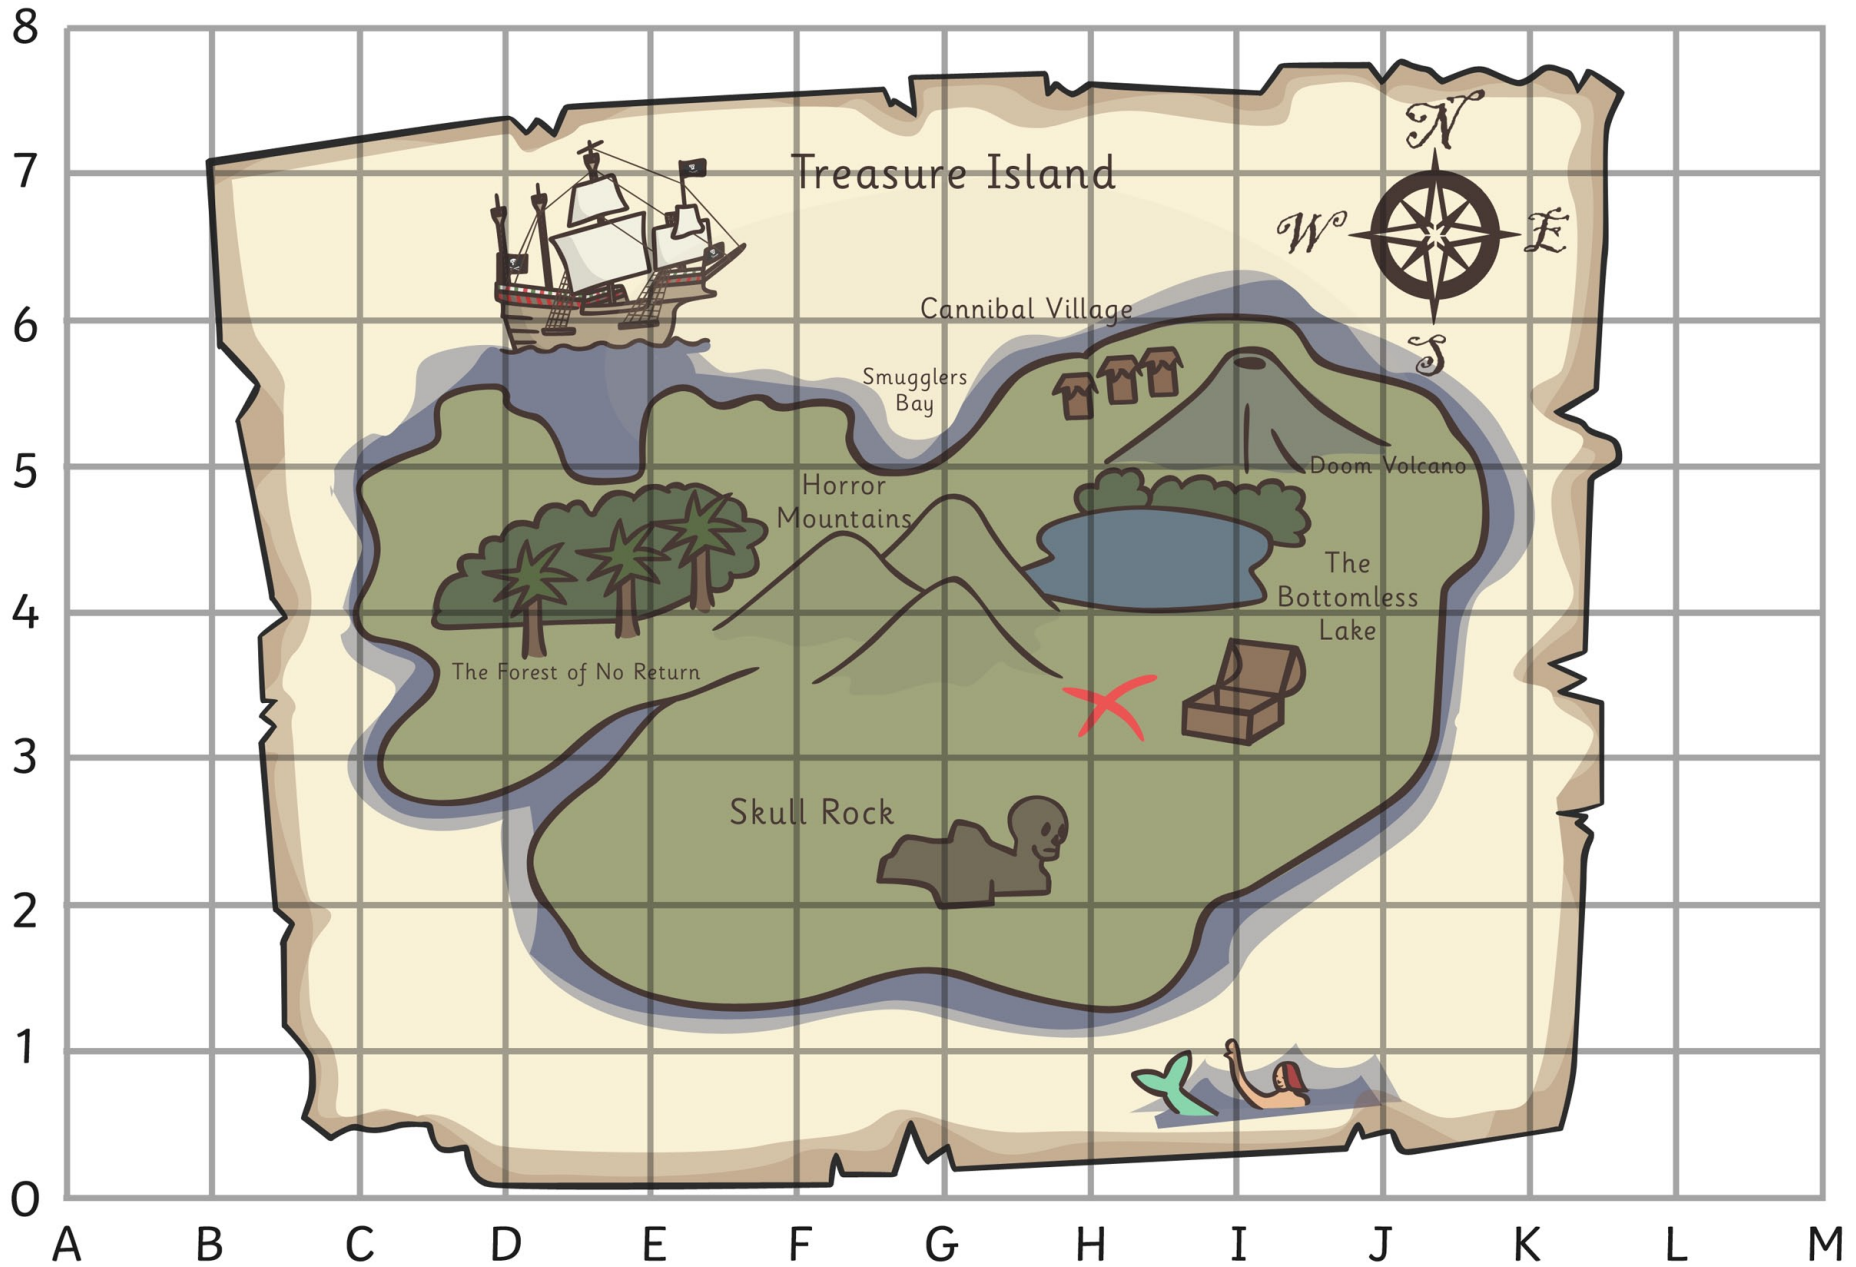 8
7
6
5
4
3
2
1
0
Treasure Island
N
W
E
S
Cannibal Village
Smugglers
Bay
Doom Volcano
Horror
Mountains
The
Bottomless
Lake
The Forest of No Return
Skull Rock
A B C D E F G H I J K L M